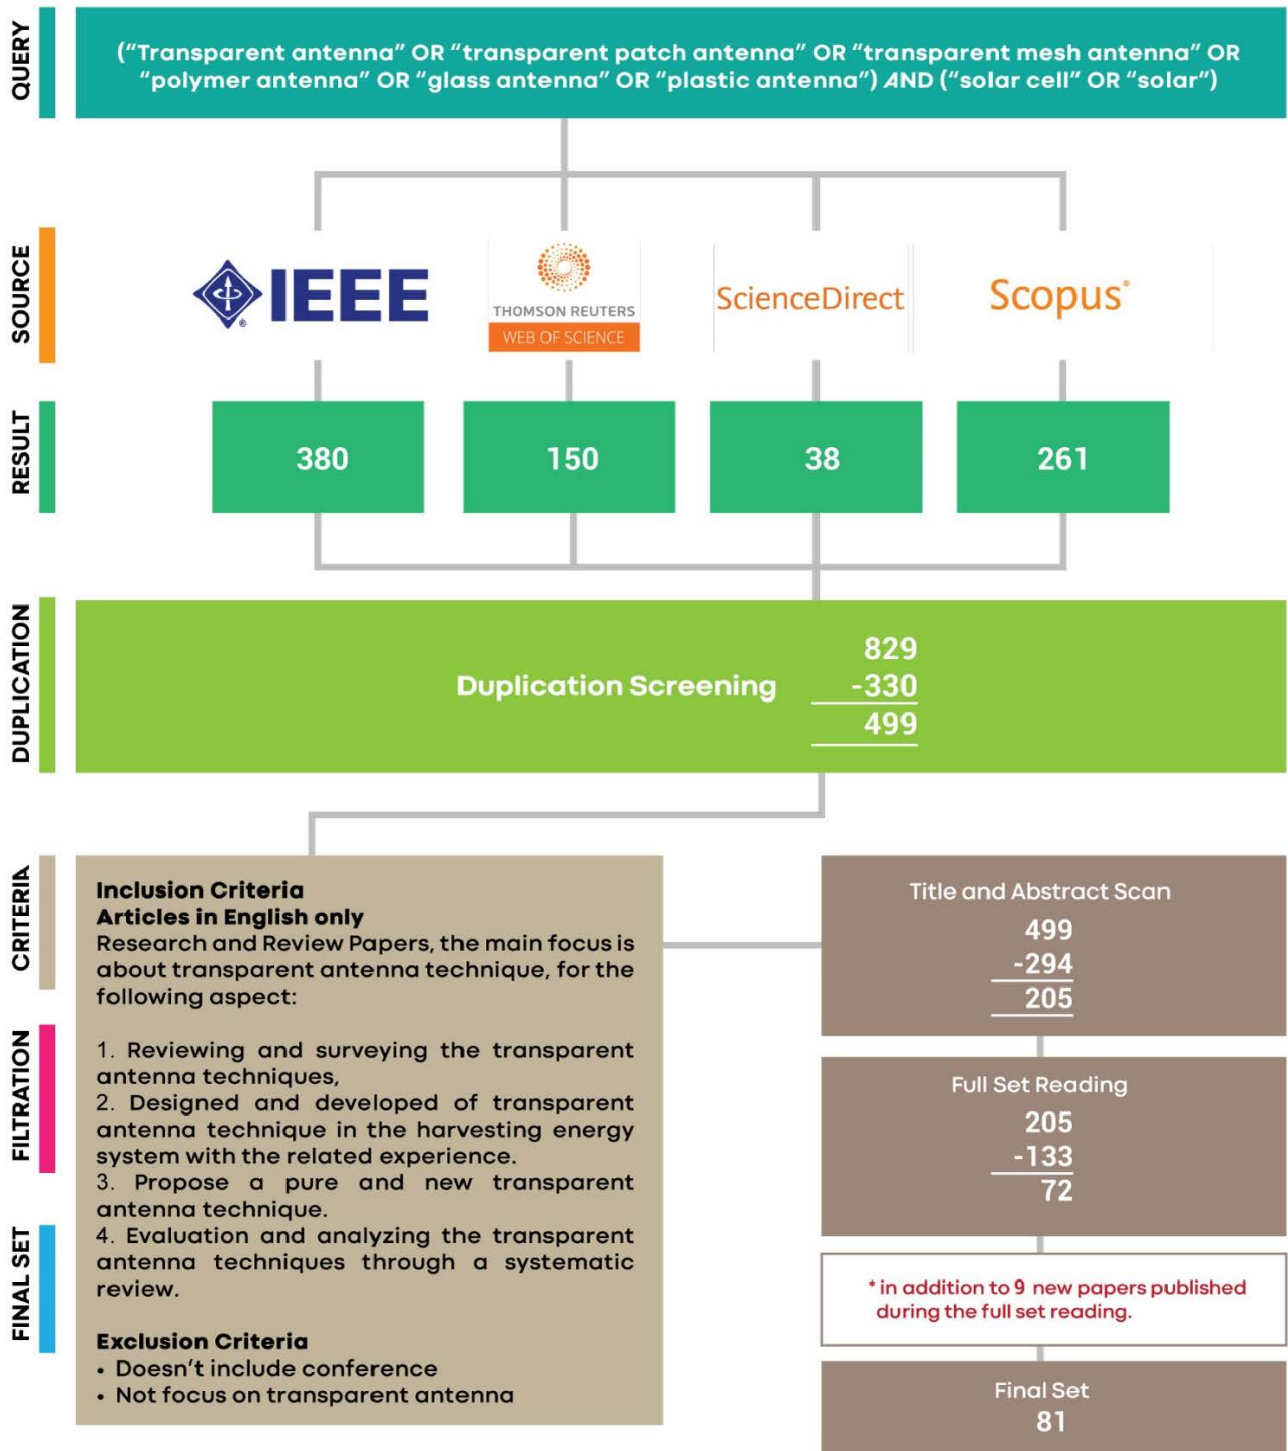 QUERY
(“Transparent antenna” OR “transparent patch antenna” OR “transparent mesh antenna” OR
“polymer antenna” OR “glass antenna” OR “plastic antenna”) AND (“solar cell” OR “solar”)
SOURCE
IEEE
®
THOMSON REUTERS
WEB OF SCIENCE
ScienceDirect
Scopus®
RESULT
380
150
38
261
DUPLICATION
Duplication Screening
829
-330
499
CRITERIA
FILTRATION
FINAL SET
Inclusion Criteria
Articles in English only
Research and Review Papers, the main focus is
about transparent antenna technique, for the
following aspect:
1. Reviewing and surveying the transparent
antenna techniques,
2. Designed and developed of transparent
antenna technique in the harvesting energy
system with the related experience.
3. Propose a pure and new transparent
antenna technique.
4. Evaluation and analyzing the transparent
antenna techniques through a systematic
review.
Exclusion Criteria
• Doesn’t include conference
• Not focus on transparent antenna
Title and Abstract Scan
499
-294
205
Full Set Reading
205
-133
72
* in addition to 9 new papers published
during the full set reading.
Final Set
81